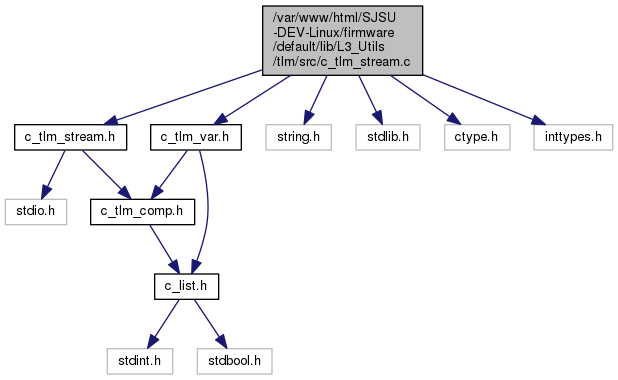 /var/www/html/SJSU
-DEV-Linux/firmware
/default/lib/L3_Utils
/tlm/src/c_tlm_stream.c
c_tlm_stream.h
c_tlm_var.h
string.h
stdlib.h
ctype.h
inttypes.h
stdio.h
c_tlm_comp.h
c_list.h
stdint.h
stdbool.h